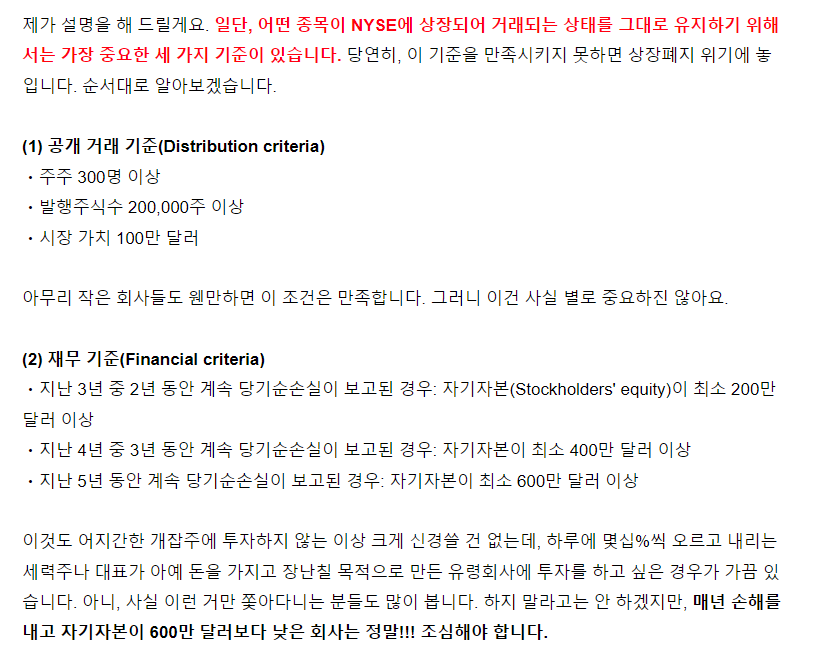 제가 설명을 해 드릴게요. 일단, 어떤 종목이 NYSE에 상장되어 거래되는 상태를 그대로 유지하기 위해
서는 가장 중요한 세 가지 기준이 있습니다. 당연히, 이 기준을 만족시키지 못하면 상장폐지 위기에 놓
입니다. 순서대로 알아보겠습니다.
(1) 공개 거래 기준(Distribution criteria)
・주주 300명 이상
・발행주식수 200,000주 이상
・시장 가치 100만 달러
아무리 작은 회사들도 웬만하면 이 조건은 만족합니다. 그러니 이건 사실 별로 중요하진 않아요.
(2) 재무 기준(Financial criteria)
・지난 3년 중 2년 동안 계속 당기순손실이 보고된 경우: 자기자본(Stockholders' equity)이 최소 200만
달러 이상
・지난 4년 중 3년 동안 계속 당기순손실이 보고된 경우: 자기자본이 최소 400만 달러 이상
・지난 5년 동안 계속 당기순손실이 보고된 경우: 자기자본이 최소 600만 달러 이상
이것도 어지간한 개잡주에 투자하지 않는 이상 크게 신경쓸 건 없는데, 하루에 몇십%씩 오르고 내리는
세력주나 대표가 아예 돈을 가지고 장난칠 목적으로 만든 유령회사에 투자를 하고 싶은 경우가 가끔 있
습니다. 아니, 사실 이런 거만 쫓아다니는 분들도 많이 봅니다. 하지 말라고는 안 하겠지만, 매년 손해를
내고 자기자본이 600만 달러보다 낮은 회사는 정말!!! 조심해야 합니다.